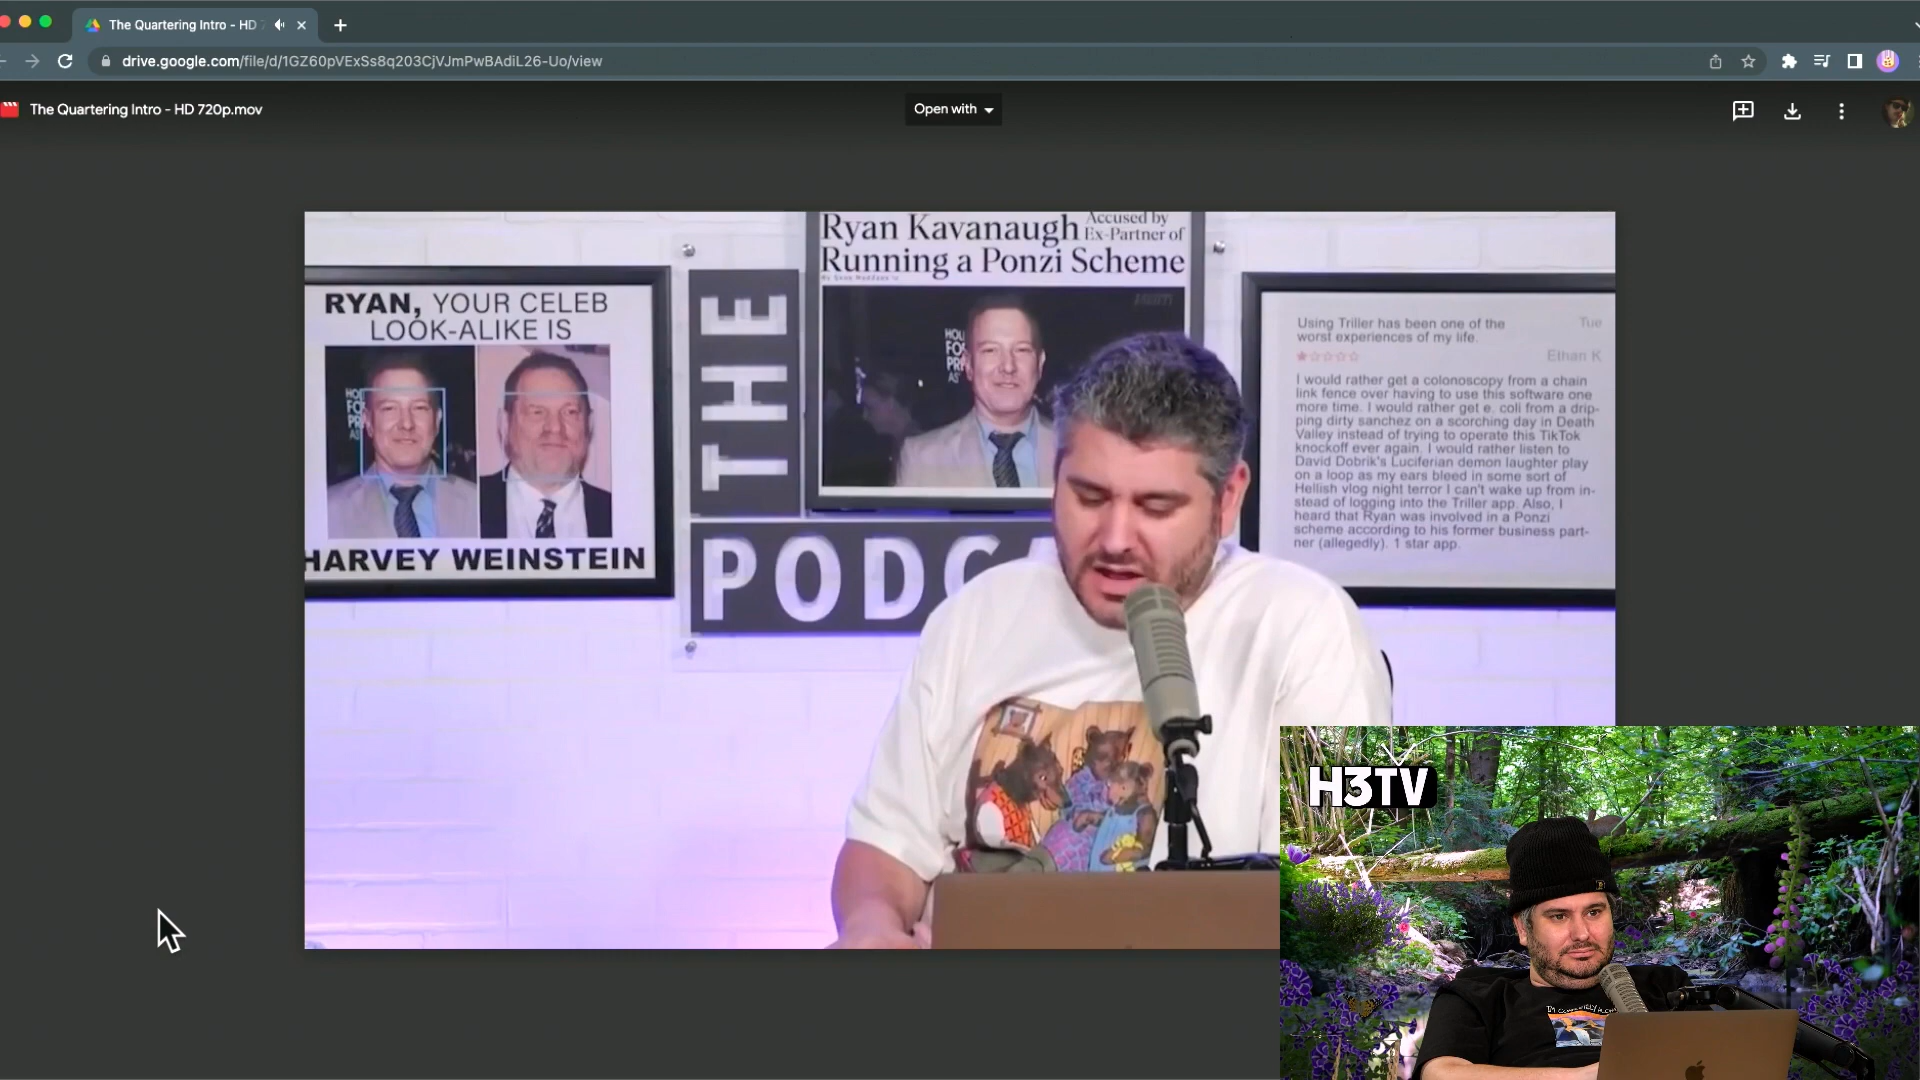 The Quartering Intro - HD
drive.google.com/file/d/1GZ60pVExSs8q203CjVJmPwBAdiL26-Uo/view
The Quartering Intro - HD 720p.mov
Open with
RYAN, YOUR CELEB
LOOK-ALIKE IS
HARVEY WEINSTEIN
THE
PODCA
Ryan Kavanaugh Accused by
Ex-Partner of
Running a Ponzi Scheme
VARIETY
Using Triller has been one of the
worst experiences of my life.
Tue
Ethan K
I would rather get a colonoscopy from a chain
link fence over having to use this software one
more time. I would rather get e. coli from a drip-
ping dirty sanchez on a scorching day in Death
Valley instead of trying to operate this TikTok
knockoff ever again. I would rather listen to
David Dobrik's Luciferian demon laughter play
on a loop as my ears bleed in some sort of
Hellish vlog night terror I can't wake up from in-
stead of logging into the Triller app. Also, I
heard that Ryan was involved in a Ponzi
scheme according to his former business part-
ner (allegedly). 1 star app.
H3TV